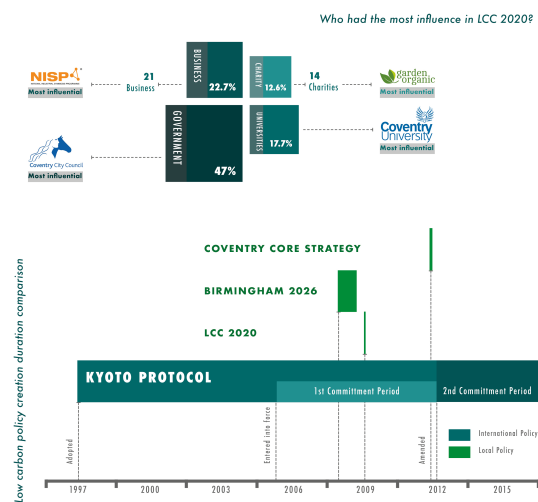 Who had the most influence in LCC 2020?
NISP
Most influential
21
Business
BUSINESS
22.7%
CHARITY
12.6%
14
Charities
garden
organic
Most influential
GOVERNMENT
47%
UNIVERSITIES
17.7%
Coventry
University
Most influential
Coventry City Council
Most influential
Low carbon policy creation duration comparison
COVENTRY CORE STRATEGY
BIRMINGHAM 2026
LCC 2020
KYOTO PROTOCOL
1st Committment Period
2nd Committment Period
Adopted
Entered into force
Amended
International Policy
Local Policy
1997
2000
2003
2006
2009
2012
2015